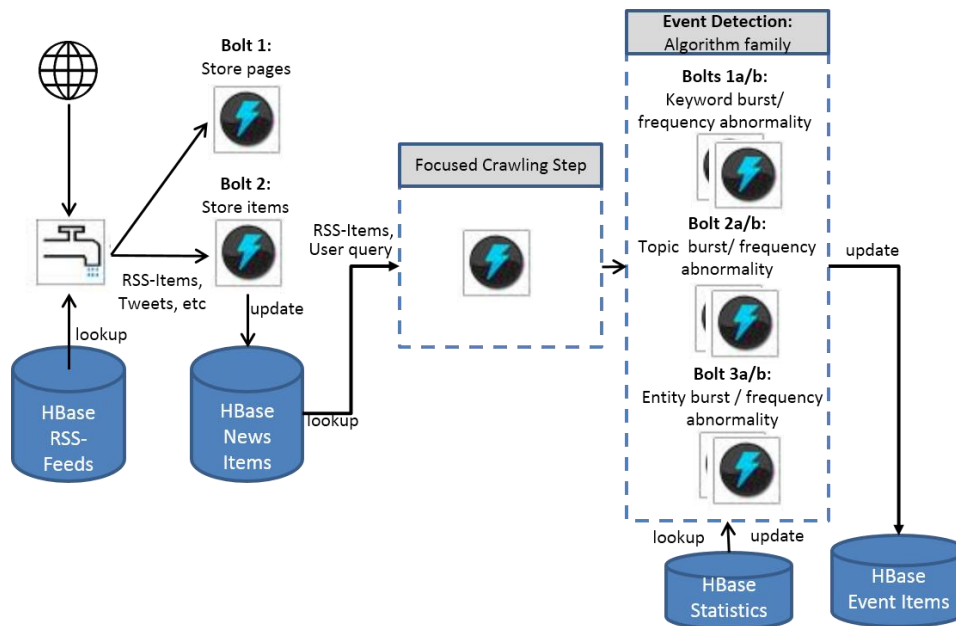 Bolt 1:
Store pages
Bolt 2:
Store items
RSS-Items,
Tweets, etc
lookup
update
HBase
RSS-
Feeds
HBase
News
Items
lookup
RSS-Items,
User query
Focused Crawling Step
Event Detection:
Algorithm family
Bolts 1a/b:
Keyword burst/
frequency abnormality
Bolt 2a/b:
Topic burst/ frequency
abnormality
Bolt 3a/b:
Entity burst / frequency
abnormality
update
lookup
update
HBase
Statistics
HBase
Event Items